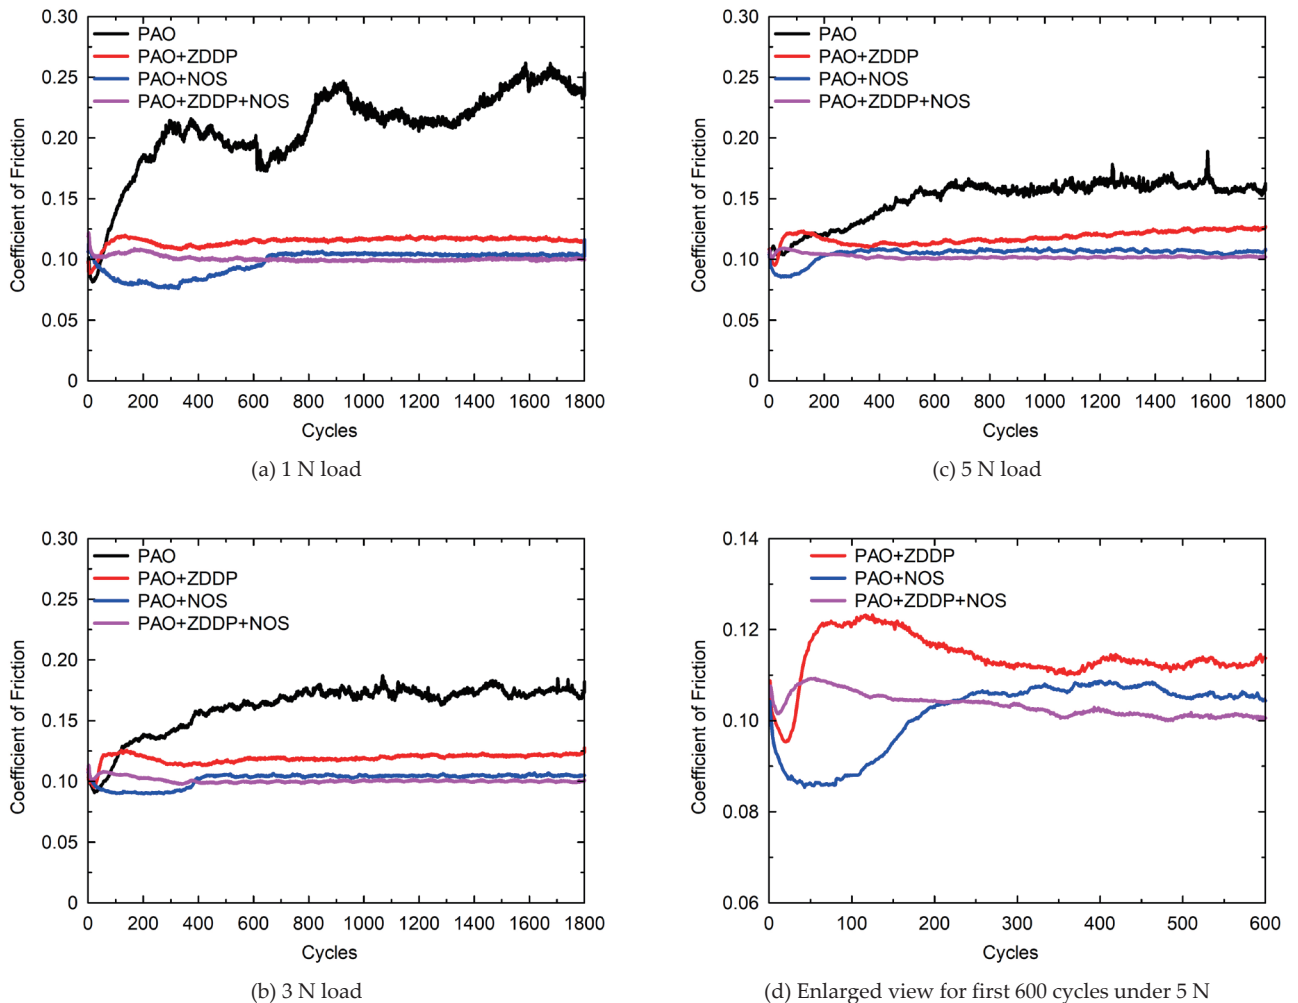 0.30
0.25
0.20
0.15
0.10
0.05
0
Coefficient of Friction
PAO
PAO+ZDDP
PAO+NOS
PAO+ZDDP+NOS
0 200 400 600 800 1000 1200 1400 1600 1800
Cycles
(a) 1 N load
0.30
0.25
0.20
0.15
0.10
0.05
0
Coefficient of Friction
PAO
PAO+ZDDP
PAO+NOS
PAO+ZDDP+NOS
0 200 400 600 800 1000 1200 1400 1600 1800
Cycles
(c) 5 N load
0.30
0.25
0.20
0.15
0.10
0.05
0
Coefficient of Friction
PAO
PAO+ZDDP
PAO+NOS
PAO+ZDDP+NOS
0 200 400 600 800 1000 1200 1400 1600 1800
Cycles
(b) 3 N load
0.14
0.12
0.10
0.08
0.06
Coefficient of Friction
PAO+ZDDP
PAO+NOS
PAO+ZDDP+NOS
0 100 200 300 400 500 600
Cycles
(d) Enlarged view for first 600 cycles under 5 N